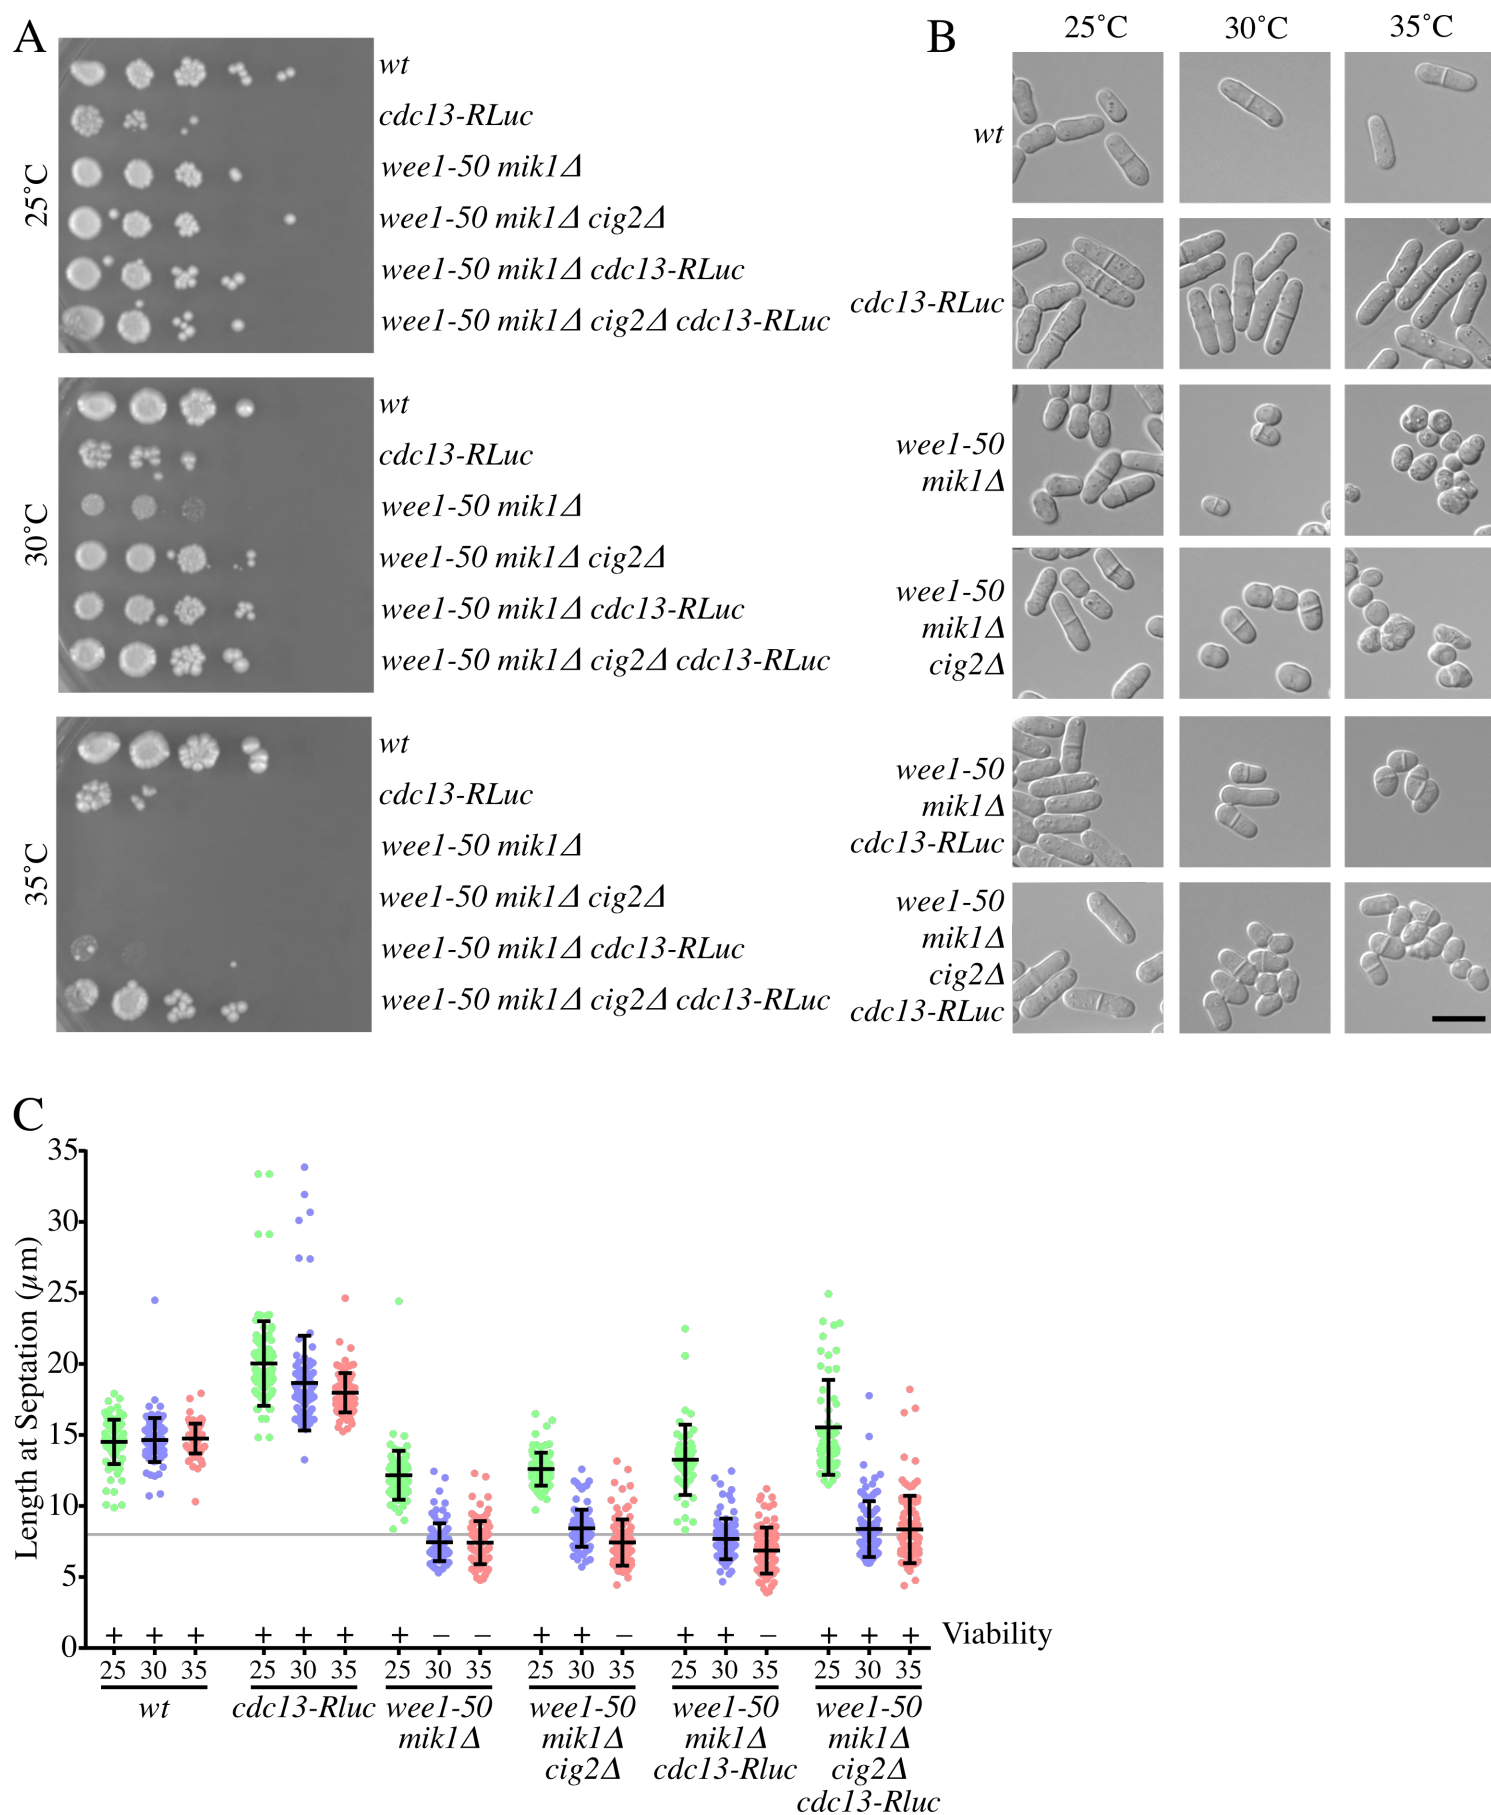 A
25˚C
wt
cdc13-RLuc
wee1-50 mik1Δ
wee1-50 mik1Δ cig2Δ
wee1-50 mik1Δ cdc13-RLuc
wee1-50 mik1Δ cig2Δ cdc13-RLuc
30˚C
wt
cdc13-RLuc
wee1-50 mik1Δ
wee1-50 mik1Δ cig2Δ
wee1-50 mik1Δ cdc13-RLuc
wee1-50 mik1Δ cig2Δ cdc13-RLuc
35˚C
wt
cdc13-RLuc
wee1-50 mik1Δ
wee1-50 mik1Δ cig2Δ
wee1-50 mik1Δ cdc13-RLuc
wee1-50 mik1Δ cig2Δ cdc13-RLuc
B
25˚C 30˚C 35˚C
wt
cdc13-RLuc
wee1-50
mik1Δ
wee1-50
mik1Δ
cig2Δ
wee1-50
mik1Δ
cdc13-RLuc
wee1-50
mik1Δ
cig2Δ
cdc13-RLuc
C
Length at Septation (µm)
35
30
25
20
15
10
5
0
+ + + + + + + – – + + – + + – + + + Viability
25 30 35 25 30 35 25 30 35 25 30 35 25 30 35 25 30 35
wt cdc13-Rluc wee1-50 wee1-50 wee1-50 wee1-50
mik1Δ mik1Δ mik1Δ mik1Δ
cig2Δ cdc13-Rluc cig2Δ
cdc13-Rluc